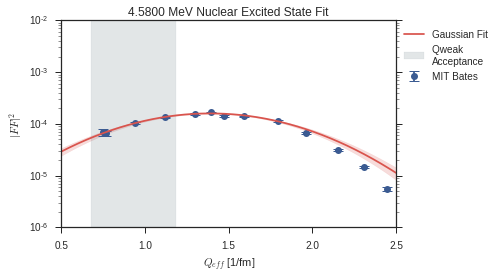 4.5800 MeV Nuclear Excited State Fit
10^-2
10^-3
10^-4
10^-5
10^-6
|FF|^2
0.5 1.0 1.5 2.0 2.5
Q_eff [1/fm]
Gaussian Fit
Qweak
Acceptance
MIT Bates